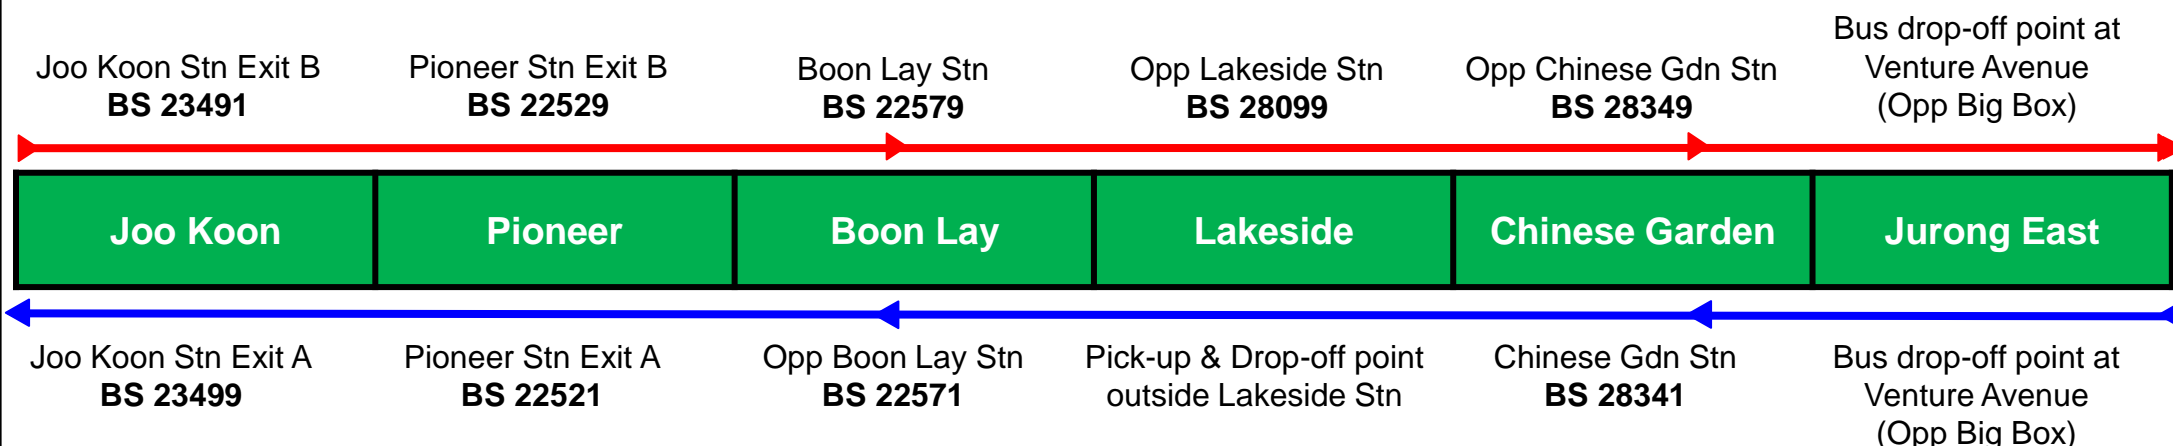 Joo Koon Stn Exit B
BS 23491
Pioneer Stn Exit B
BS 22529
Boon Lay Stn
BS 22579
Opp Lakeside Stn
BS 28099
Opp Chinese Gdn Stn
BS 28349
Bus drop-off point at
Venture Avenue
(Opp Big Box)
Joo Koon
Pioneer
Boon Lay
Lakeside
Chinese Garden
Jurong East
Joo Koon Stn Exit A
BS 23499
Pioneer Stn Exit A
BS 22521
Opp Boon Lay Stn
BS 22571
Pick-up & Drop-off point
outside Lakeside Stn
Chinese Gdn Stn
BS 28341
Bus drop-off point at
Venture Avenue
(Opp Big Box)